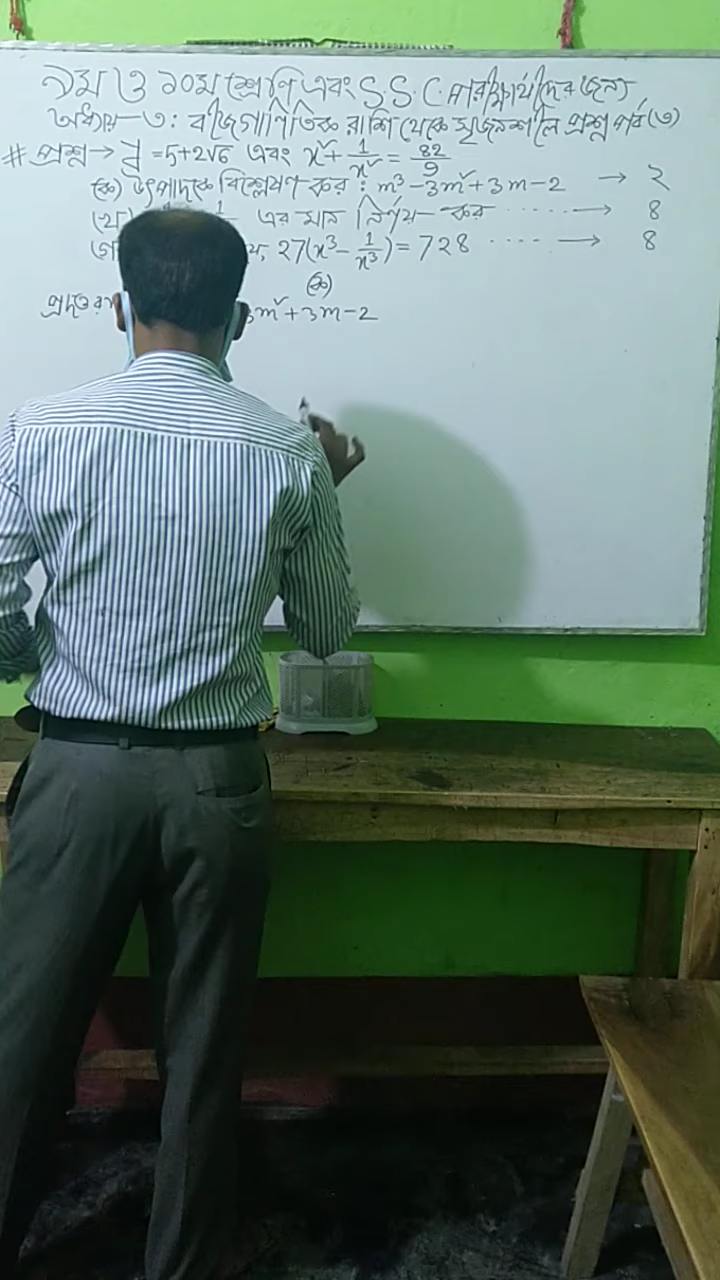 ৯ম ও ১০ম শ্রেণি এবং S.S.C. পরীক্ষার্থীদের জন্য
অধ্যায়-৩: বীজগাণিতিক রাশি থেকে সৃজনশীল প্রশ্ন পর্ব(৩)
# প্রশ্ন → = 5+2√6 এবং x² + 1/x² = 82/9
(ক) উৎপাদকে বিশ্লেষণ কর : m³ - 3m² + 3m - 2 → ২
(খ) এর মান নির্ণয় কর ...... → ৪
27(x³ - 1/x³) = 728 ..... → ৪
(ক)
3m² + 3m - 2